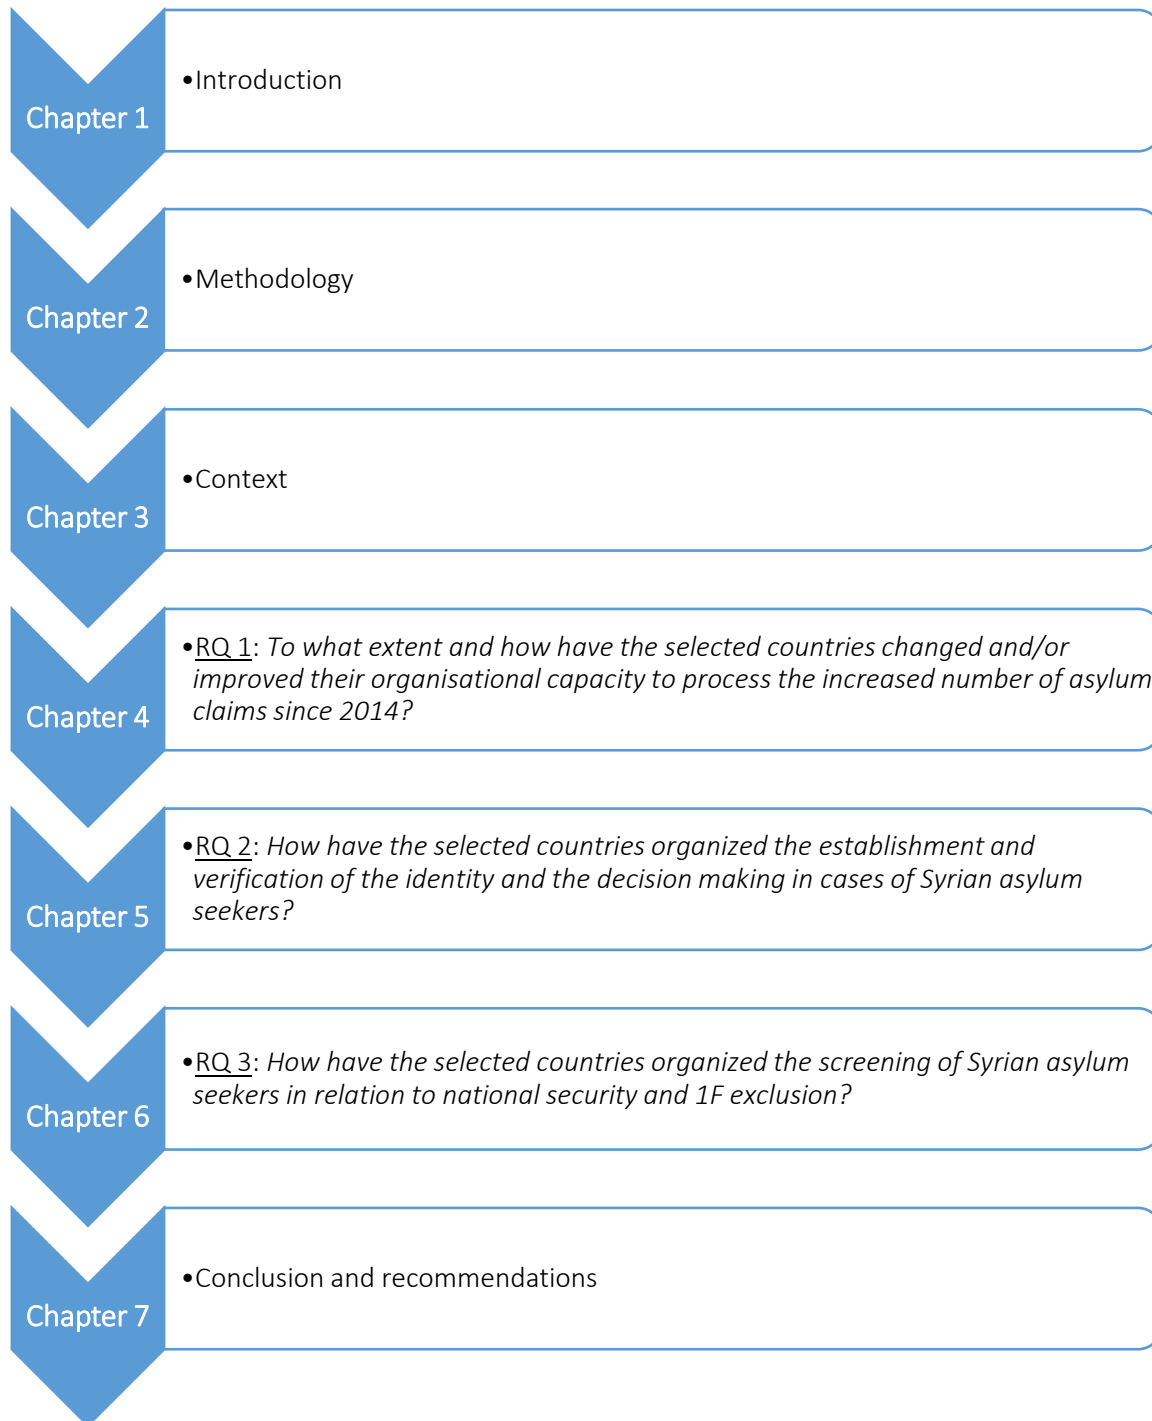 Chapter 1
•Introduction
Chapter 2
•Methodology
Chapter 3
•Context
Chapter 4
•RQ 1: To what extent and how have the selected countries changed and/or
improved their organisational capacity to process the increased number of asylum
claims since 2014?
Chapter 5
•RQ 2: How have the selected countries organized the establishment and
verification of the identity and the decision making in cases of Syrian asylum
seekers?
Chapter 6
•RQ 3: How have the selected countries organized the screening of Syrian asylum
seekers in relation to national security and 1F exclusion?
Chapter 7
•Conclusion and recommendations